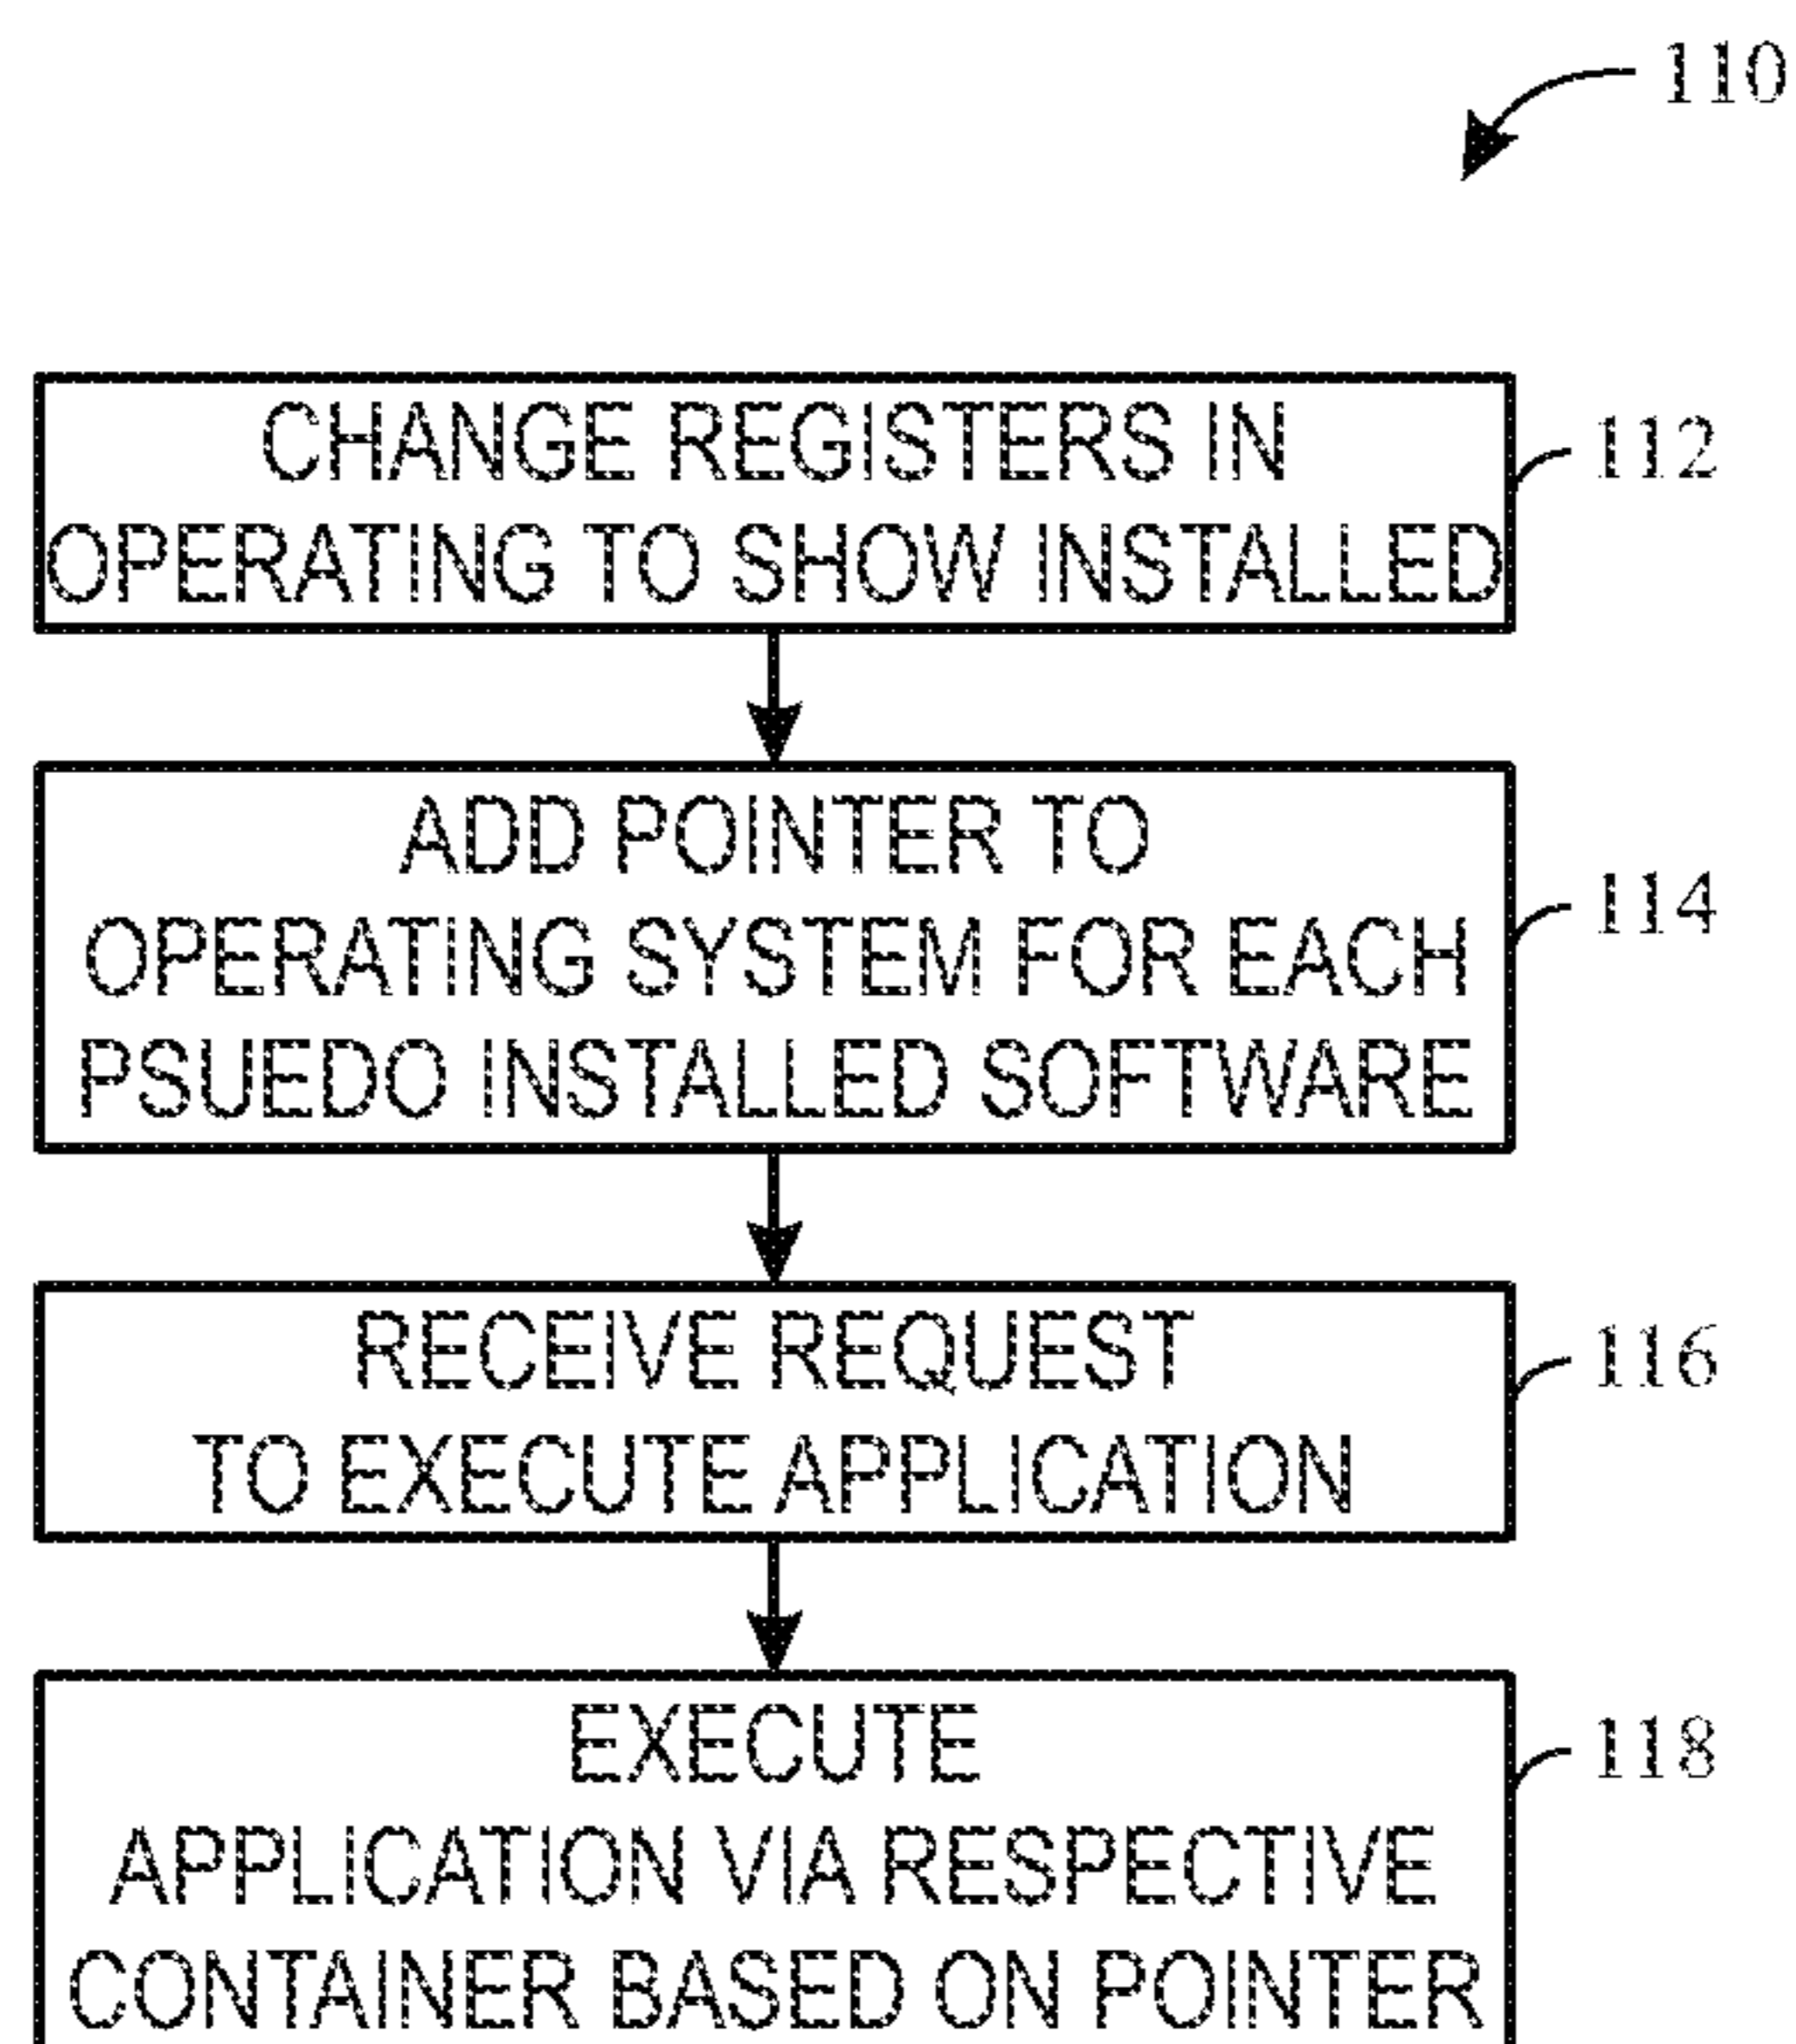 110
CHANGE REGISTERS IN
OPERATING TO SHOW INSTALLED
112
ADD POINTER TO
OPERATING SYSTEM FOR EACH
PSUEDO INSTALLED SOFTWARE
114
RECEIVE REQUEST
TO EXECUTE APPLICATION
116
EXECUTE
APPLICATION VIA RESPECTIVE
CONTAINER BASED ON POINTER
118